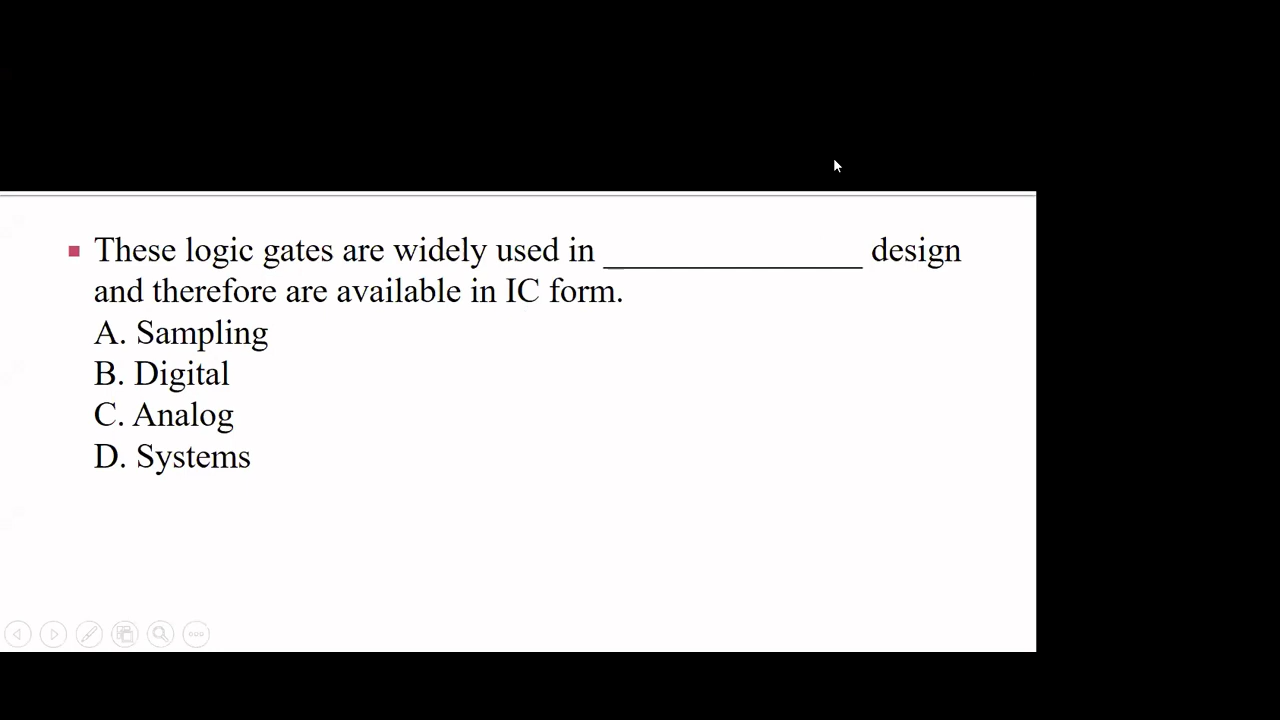 These logic gates are widely used in _______________ design
and therefore are available in IC form.
A. Sampling
B. Digital
C. Analog
D. Systems